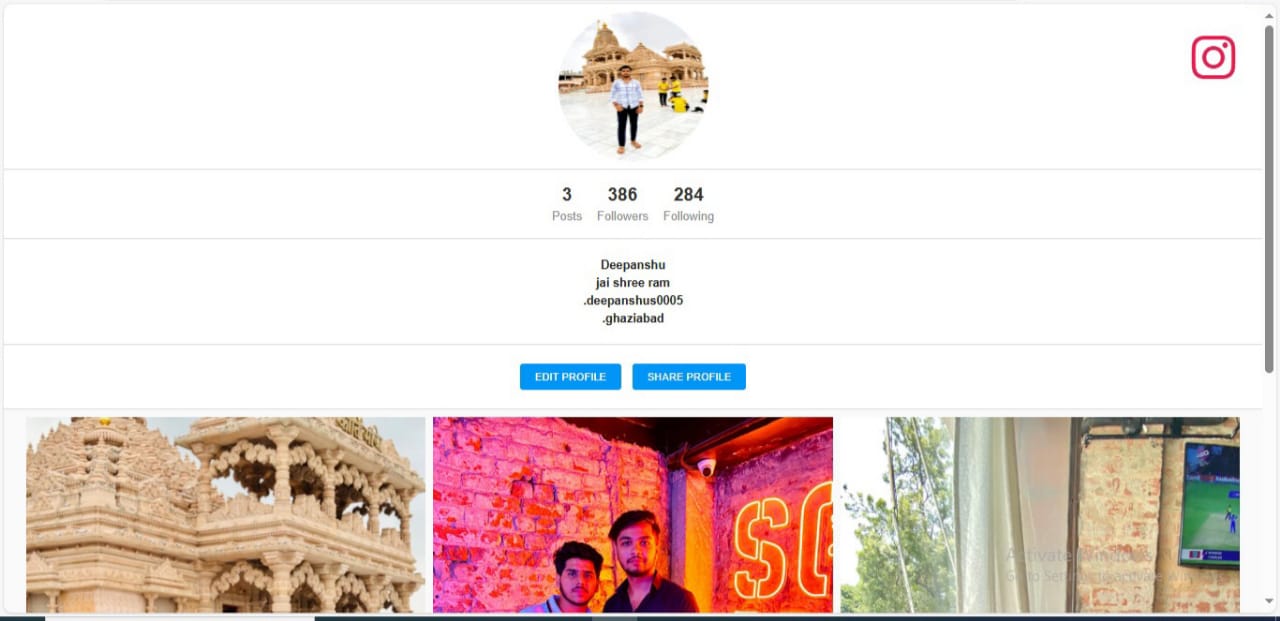 3 386 284
Posts Followers Following
Deepanshu
jai shree ram
.deepanshus0005
.ghaziabad
EDIT PROFILE SHARE PROFILE
Activate Windows
Go to Settings to activate Windows.